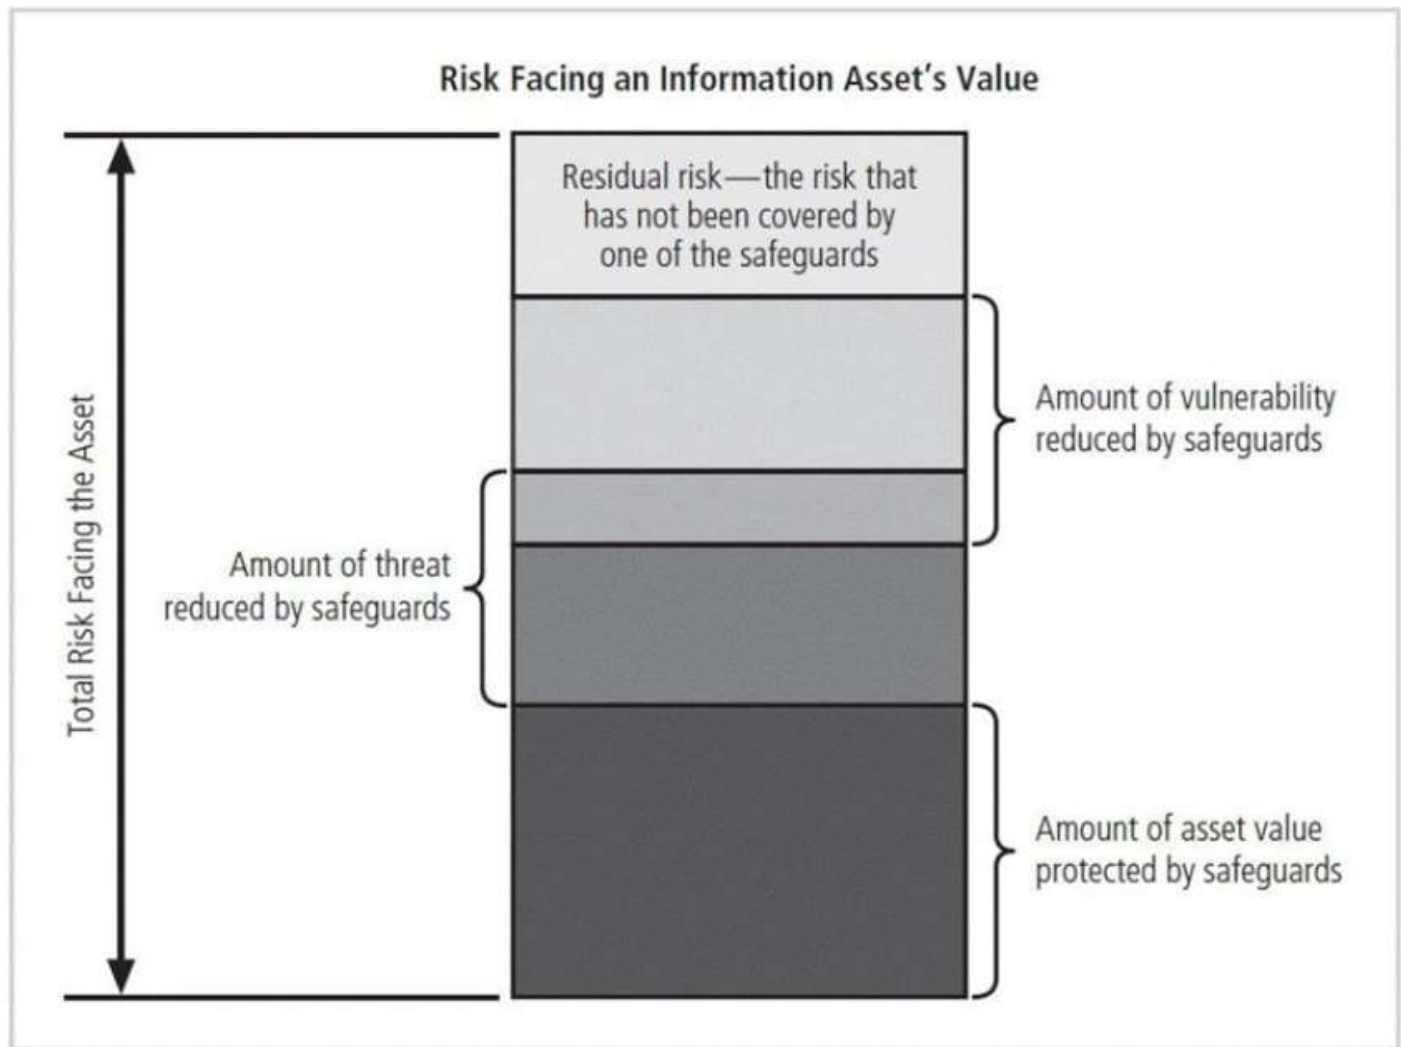 Risk Facing an Information Asset's Value
Residual risk—the risk that
has not been covered by
one of the safeguards
Amount of vulnerability
reduced by safeguards
Total Risk Facing the Asset
Amount of threat
reduced by safeguards
Amount of asset value
protected by safeguards